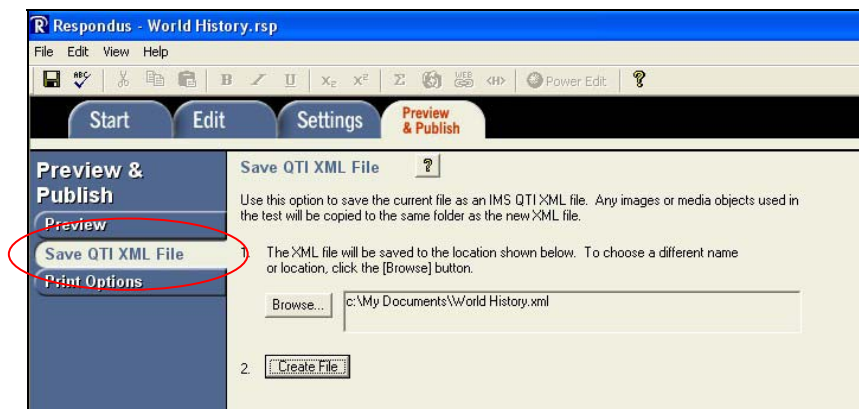 R Respondus - World History.rsp
File Edit View Help
ABC B I U X₂ X² Σ WEB <H> Power Edit ?
Start Edit Settings Preview & Publish
Preview & Publish
Preview
Save QTI XML File
Print Options
Save QTI XML File ?
Use this option to save the current file as an IMS QTI XML file. Any images or media objects used in
the test will be copied to the same folder as the new XML file.
1. The XML file will be saved to the location shown below. To choose a different name
or location, click the [Browse] button.
Browse... c:\My Documents\World History.xml
2. Create File